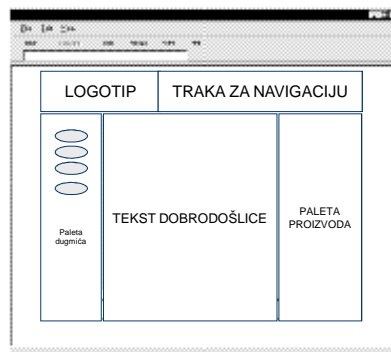 LOGOTIP
TRAKA ZA NAVIGACIJU
Paleta
dugmića
TEKST DOBRODOŠLICE
PALETA
PROIZVODA